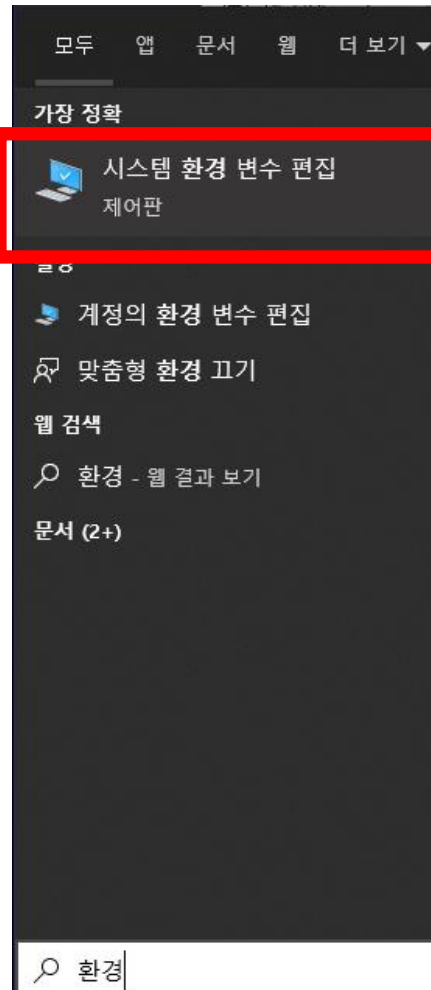 모두 앱 문서 웹 더 보기
가장 정확
시스템 환경 변수 편집
제어판
계정의 환경 변수 편집
맞춤형 환경 끄기
웹 검색
환경 - 웹 결과 보기
문서 (2+)
환경